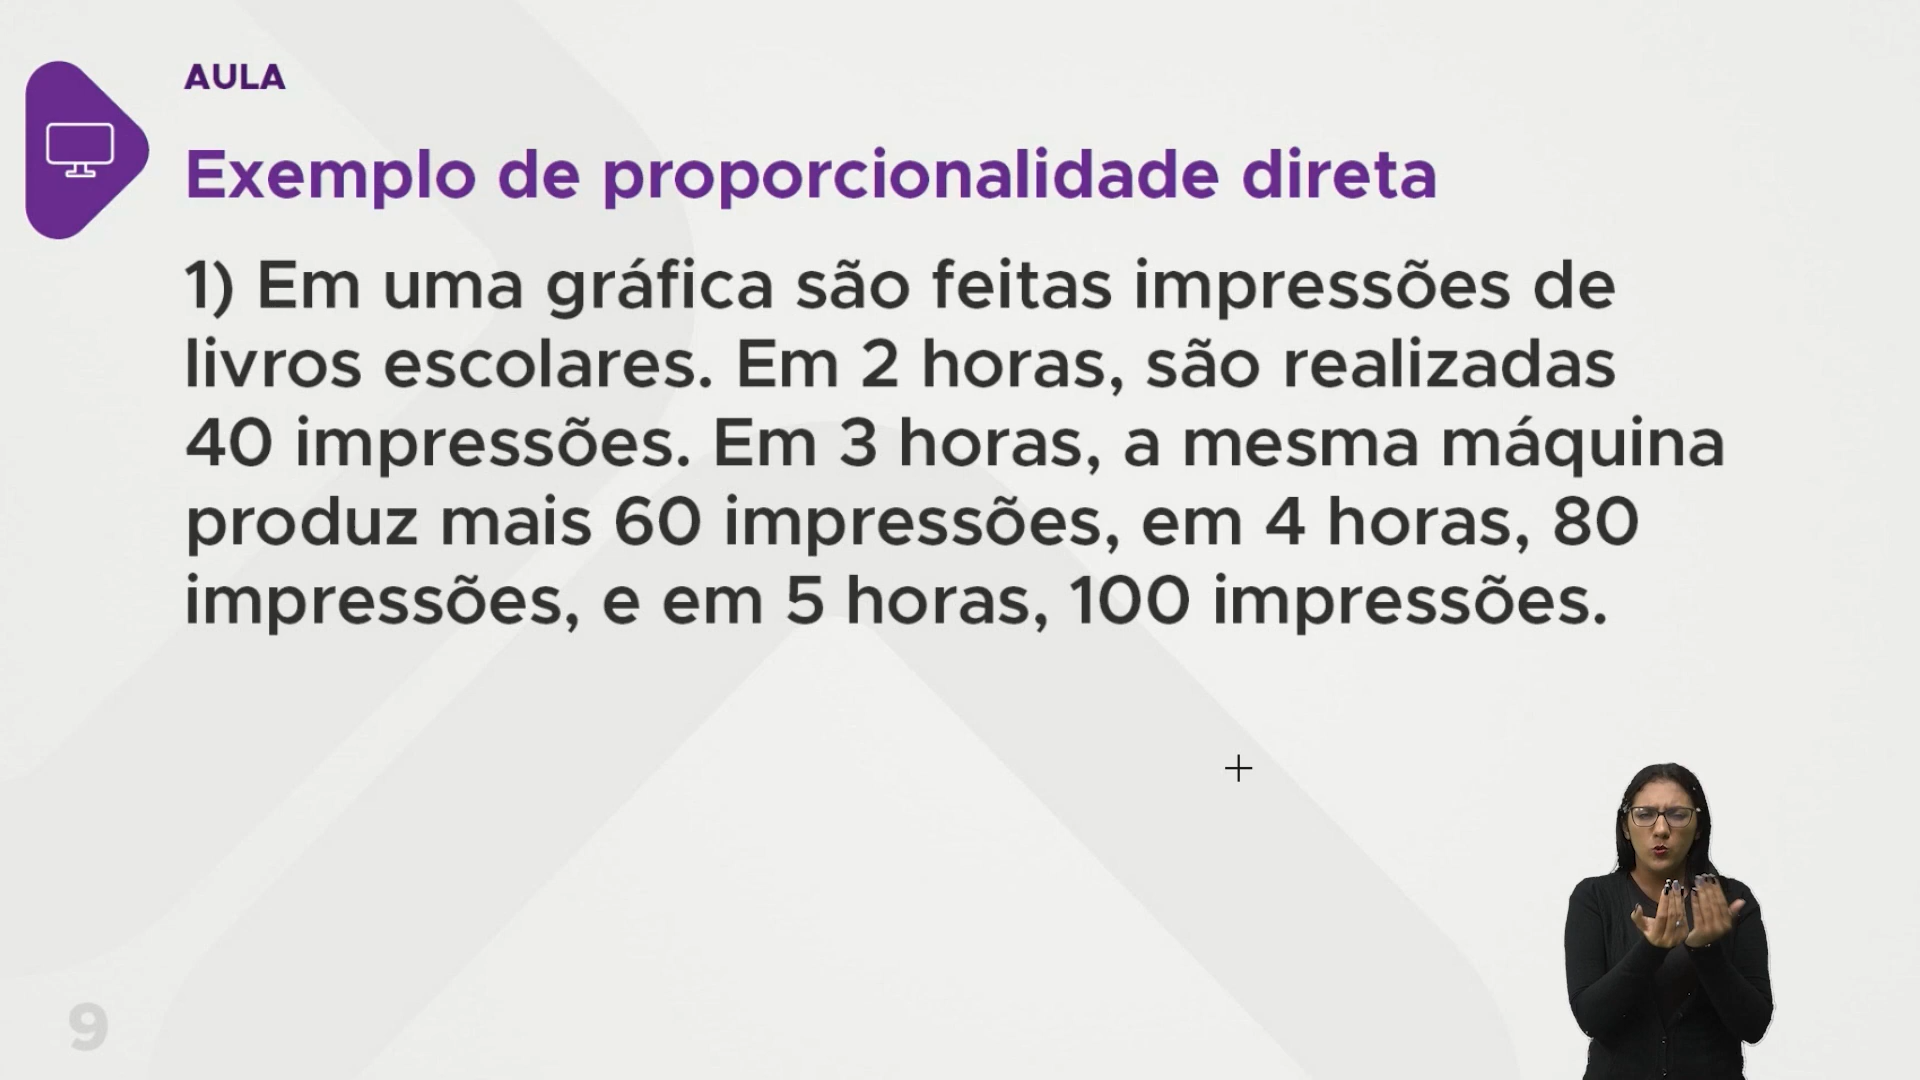 AULA
Exemplo de proporcionalidade direta
1) Em uma gráfica são feitas impressões de
livros escolares. Em 2 horas, são realizadas
40 impressões. Em 3 horas, a mesma máquina
produz mais 60 impressões, em 4 horas, 80
impressões, e em 5 horas, 100 impressões.
9